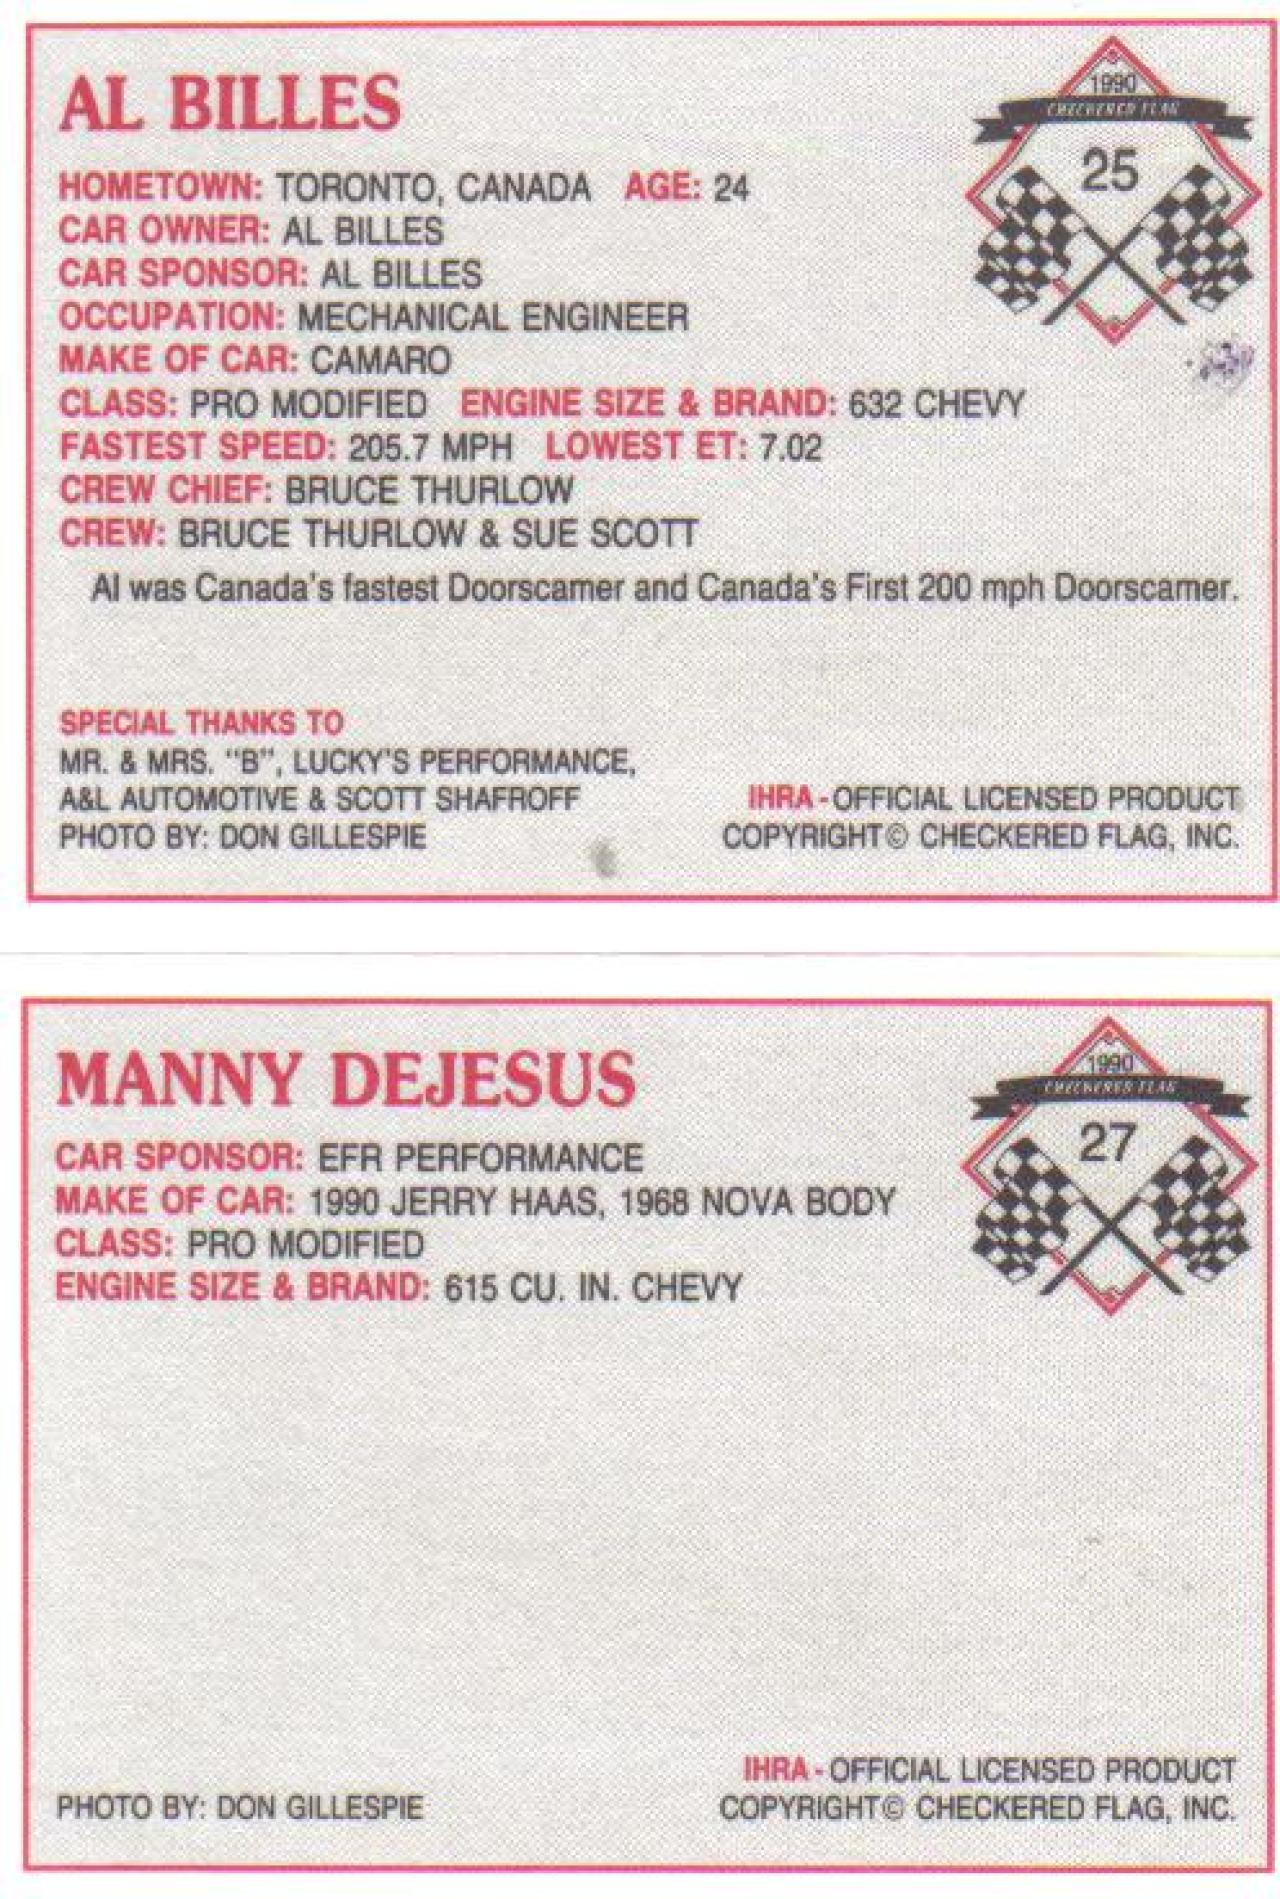 AL BILLES
1990
CHECKERED FLAG
25
HOMETOWN: TORONTO, CANADA AGE: 24
CAR OWNER: AL BILLES
CAR SPONSOR: AL BILLES
OCCUPATION: MECHANICAL ENGINEER
MAKE OF CAR: CAMARO
CLASS: PRO MODIFIED ENGINE SIZE & BRAND: 632 CHEVY
FASTEST SPEED: 205.7 MPH LOWEST ET: 7.02
CREW CHIEF: BRUCE THURLOW
CREW: BRUCE THURLOW & SUE SCOTT
Al was Canada's fastest Doorscamer and Canada's First 200 mph Doorscamer.
SPECIAL THANKS TO
MR. & MRS. "B", LUCKY'S PERFORMANCE,
A&L AUTOMOTIVE & SCOTT SHAFROFF
PHOTO BY: DON GILLESPIE
IHRA - OFFICIAL LICENSED PRODUCT
COPYRIGHT© CHECKERED FLAG, INC.
MANNY DEJESUS
1990
CHECKERED FLAG
27
CAR SPONSOR: EFR PERFORMANCE
MAKE OF CAR: 1990 JERRY HAAS, 1968 NOVA BODY
CLASS: PRO MODIFIED
ENGINE SIZE & BRAND: 615 CU. IN. CHEVY
PHOTO BY: DON GILLESPIE
IHRA - OFFICIAL LICENSED PRODUCT
COPYRIGHT© CHECKERED FLAG, INC.